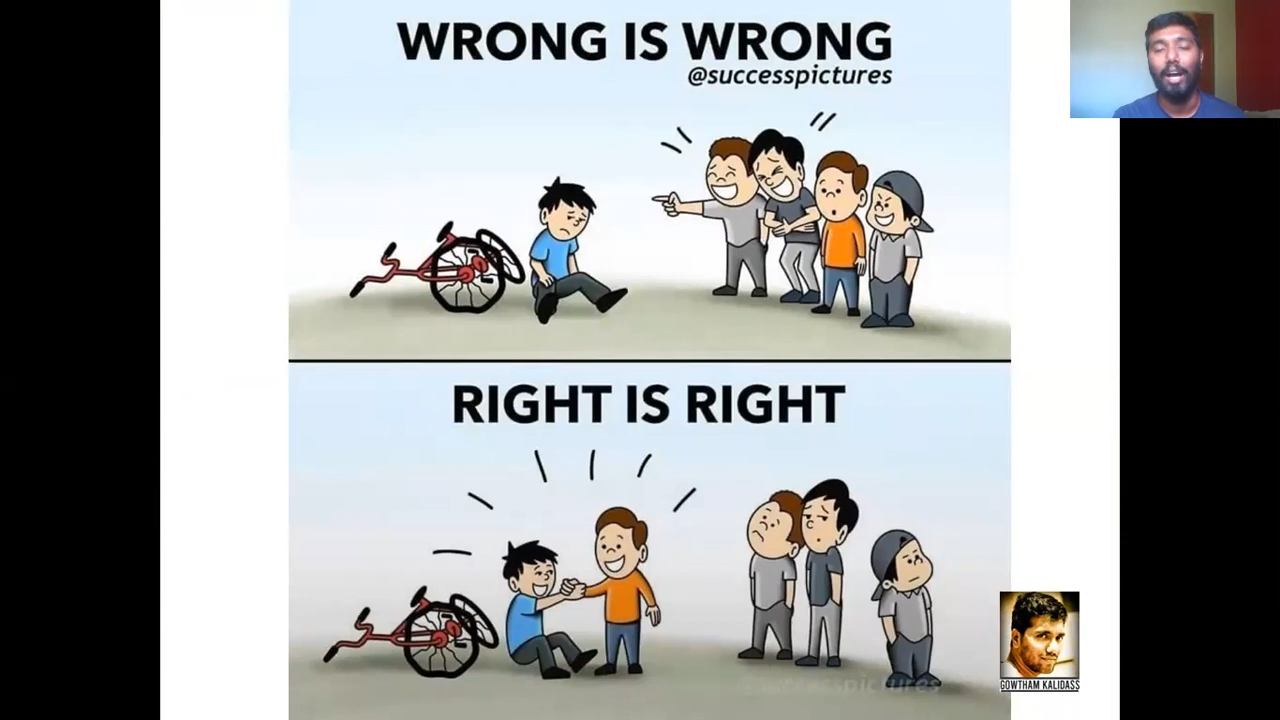 WRONG IS WRONG
@successpictures
RIGHT IS RIGHT
GOWTHAM KALIDASS